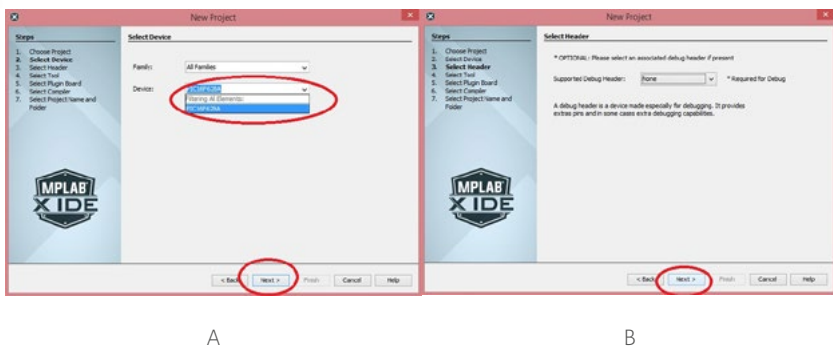 New Project
Steps
1. Choose Project
2. Select Device
3. Select Header
4. Select Tool
5. Select Plugin Board
6. Select Compiler
7. Select Project Name and
Folder
Select Device
Family:
All Families
Device:
Filtering All Elements:
MPLAB
X IDE
< Back
Next >
Finish
Cancel
Help
New Project
Steps
1. Choose Project
2. Select Device
3. Select Header
4. Select Tool
5. Select Plugin Board
6. Select Compiler
7. Select Project Name and
Folder
Select Header
* OPTIONAL: Please select an associated debug header if present
Supported Debug Header:
None
* Required for Debug
A debug header is a device made especially for debugging. It provides
extras pins and in some cases extra debugging capabilities.
MPLAB
X IDE
< Back
Next >
Finish
Cancel
Help
A
B